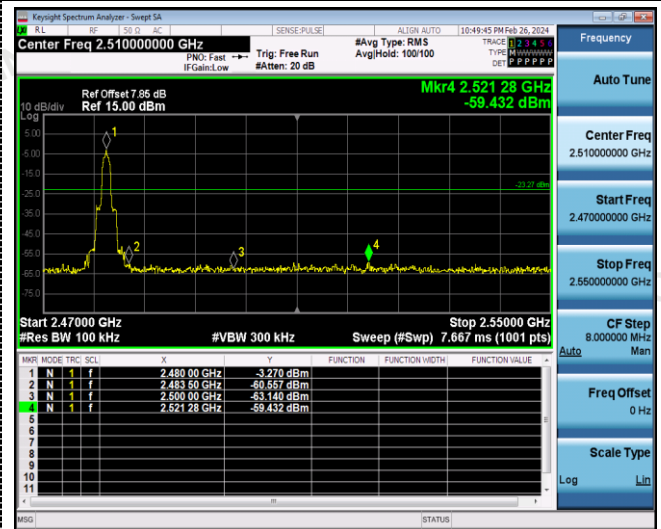 Keysight Spectrum Analyzer - Swept SA
RL RF 50 Ω AC SENSE:PULSE ALIGN AUTO 10:49:45 PM Feb 26, 2024
Center Freq 2.510000000 GHz
PNO: Fast
IFGain:Low
Trig: Free Run
#Atten: 20 dB
#Avg Type: RMS
Avg|Hold: 100/100
TRACE 1 2 3 4 5 6
TYPE M W W W W W
DET P P P P P P
Mkr4 2.521 28 GHz
-59.432 dBm
Ref Offset 7.85 dB
10 dB/div Ref 15.00 dBm
Log
5.00
-5.00
-15.0
-25.0
-35.0
-45.0
-55.0
-65.0
-75.0
1
2
3
4
-23.27 dBm
Start 2.47000 GHz Stop 2.55000 GHz
#Res BW 100 kHz #VBW 300 kHz Sweep (#Swp) 7.667 ms (1001 pts)
MKR MODE TRC SCL X Y FUNCTION FUNCTION WIDTH FUNCTION VALUE
1 N 1 f 2.480 00 GHz -3.270 dBm
2 N 1 f 2.483 50 GHz -60.557 dBm
3 N 1 f 2.500 00 GHz -63.140 dBm
4 N 1 f 2.521 28 GHz -59.432 dBm
5
6
7
8
9
10
11
MSG STATUS
Frequency
Auto Tune
Center Freq
2.510000000 GHz
Start Freq
2.470000000 GHz
Stop Freq
2.550000000 GHz
CF Step
8.000000 MHz
Auto Man
Freq Offset
0 Hz
Scale Type
Log Lin